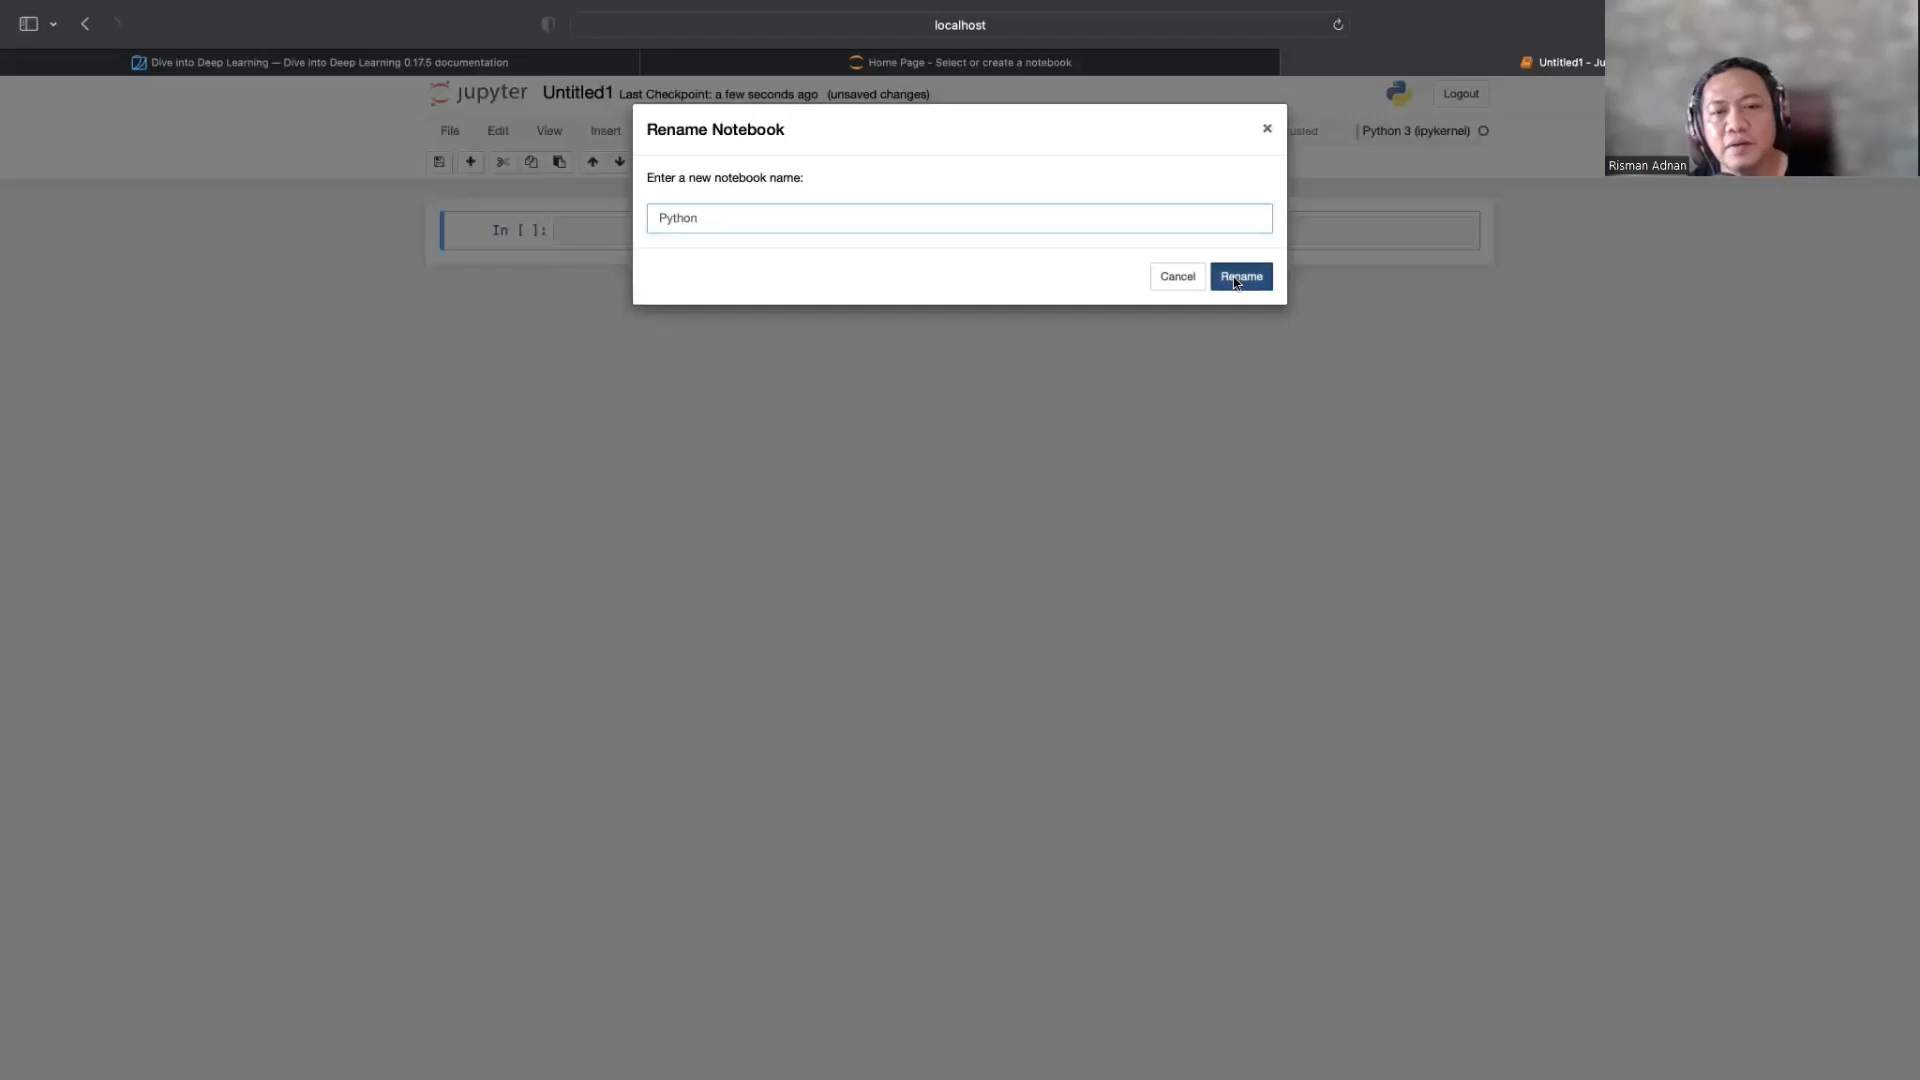 localhost
Dive into Deep Learning — Dive into Deep Learning 0.17.5 documentation
Home Page - Select or create a notebook
Untitled1 - Ju
jupyter Untitled1 Last Checkpoint: a few seconds ago (unsaved changes)
Logout
File Edit View Insert
usted
Python 3 (ipykernel)
Rename Notebook
Enter a new notebook name:
Python
Cancel Rename
In [ ]:
Risman Adnan